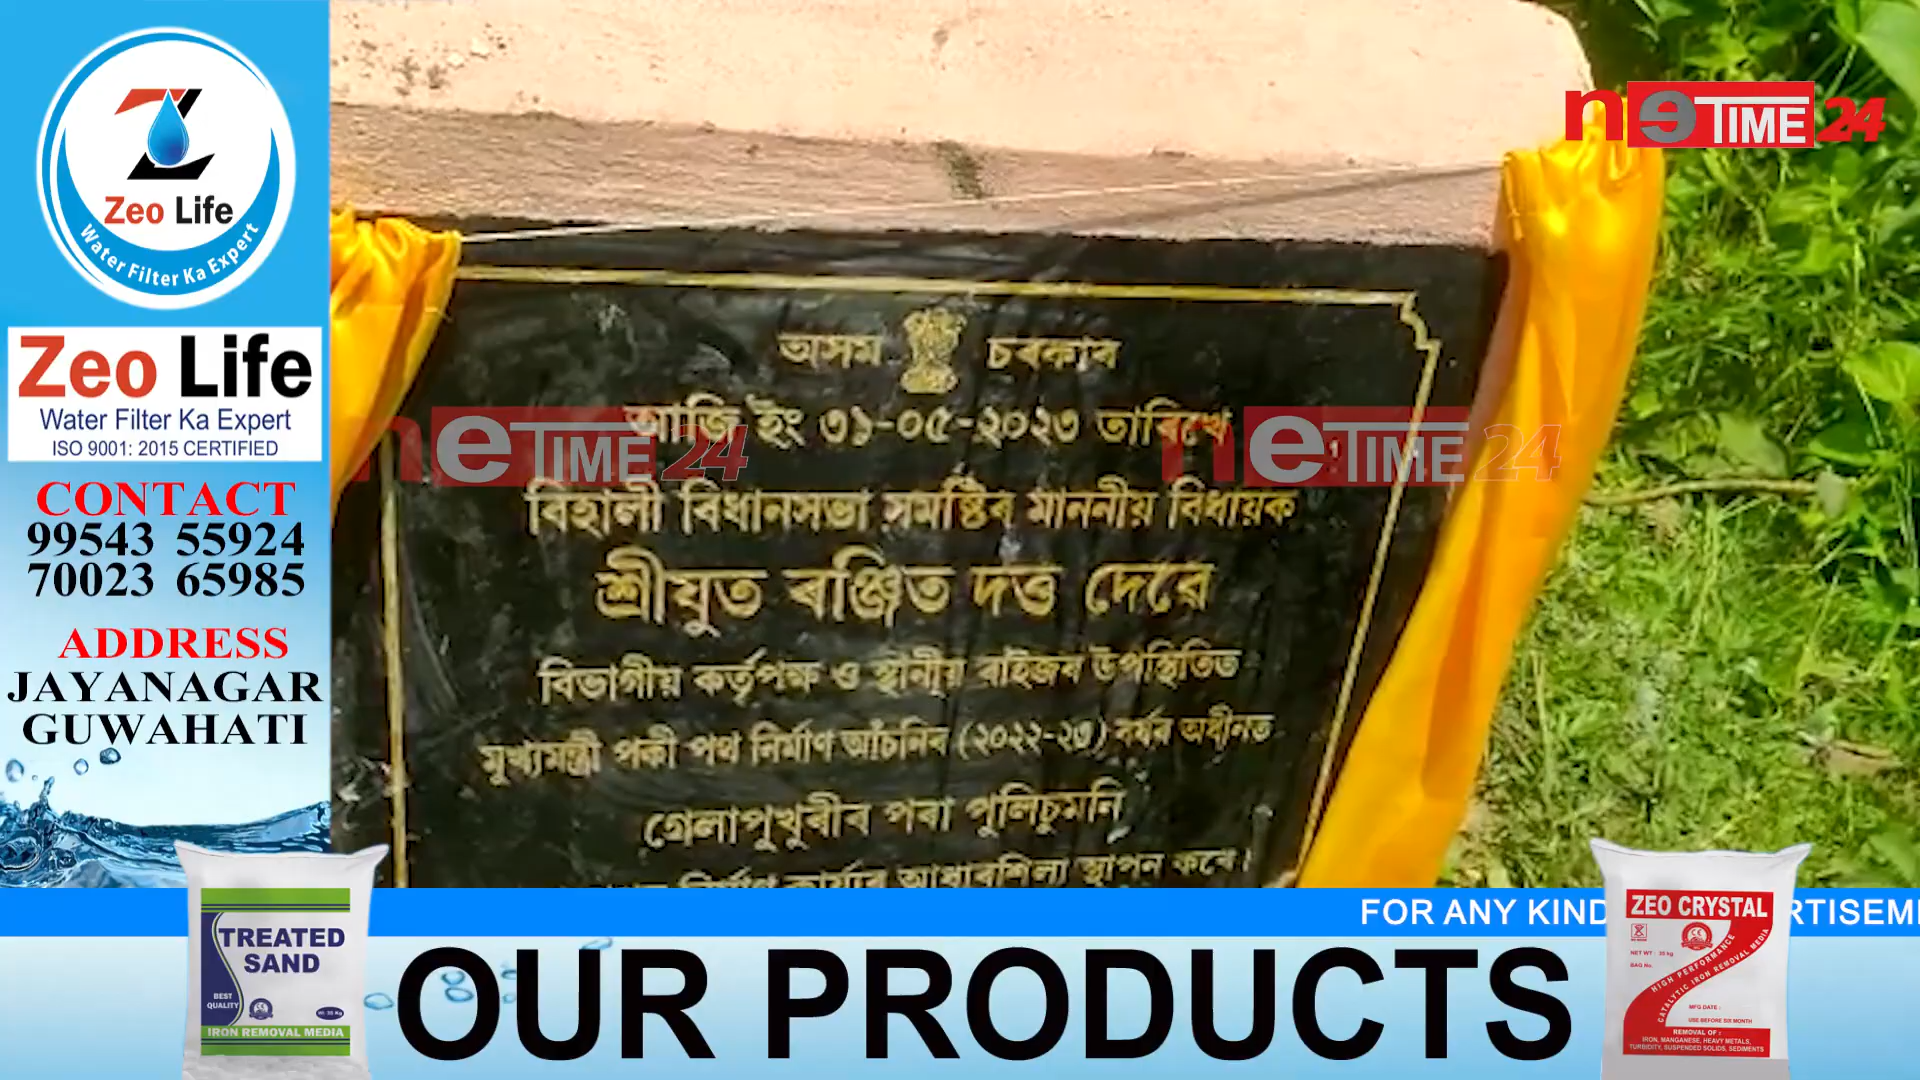 Z
Zeo Life
Water Filter Ka Expert
Zeo Life
Water Filter Ka Expert
ISO 9001: 2015 CERTIFIED
CONTACT
99543 55924
70023 65985
ADDRESS
JAYANAGAR
GUWAHATI
neTIME24
অসম চৰকাৰ
আজি ইং ৩১-০৫-২০২৩ তাৰিখে
neTIME24 neTIME24
বিহালী বিধানসভা সমষ্টিৰ মাননীয় বিধায়ক
শ্ৰীযুত ৰঞ্জিত দত্ত দেৱে
বিভাগীয় কৰ্তৃপক্ষ ও স্থানীয় ৰাইজৰ উপস্থিতিত
মুখ্যমন্ত্ৰী পকী পথ নিৰ্মাণ আঁচনিৰ (২০২২-২৩) বৰ্ষৰ অধীনত
গেলাপুখুৰীৰ পৰা পুলিচুমনি
নিৰ্মাণ কাৰ্য্যৰ আধাৰশিলা স্থাপন কৰে।
FOR ANY KIND
OUR PRODUCTS
TREATED
SAND
BEST
QUALITY
IRON REMOVAL MEDIA
ZEO CRYSTAL
NET WT : 35 kg
BAG No.
HIGH PERFORMANCE
CATALYTIC IRON REMOVAL MEDIA
MFG DATE :
USE BEFORE SIX MONTH
REMOVAL OF :
IRON, MANGANESE, HEAVY METALS,
TURBIDITY, SUSPENDED SOLIDS, SEDIMENTS